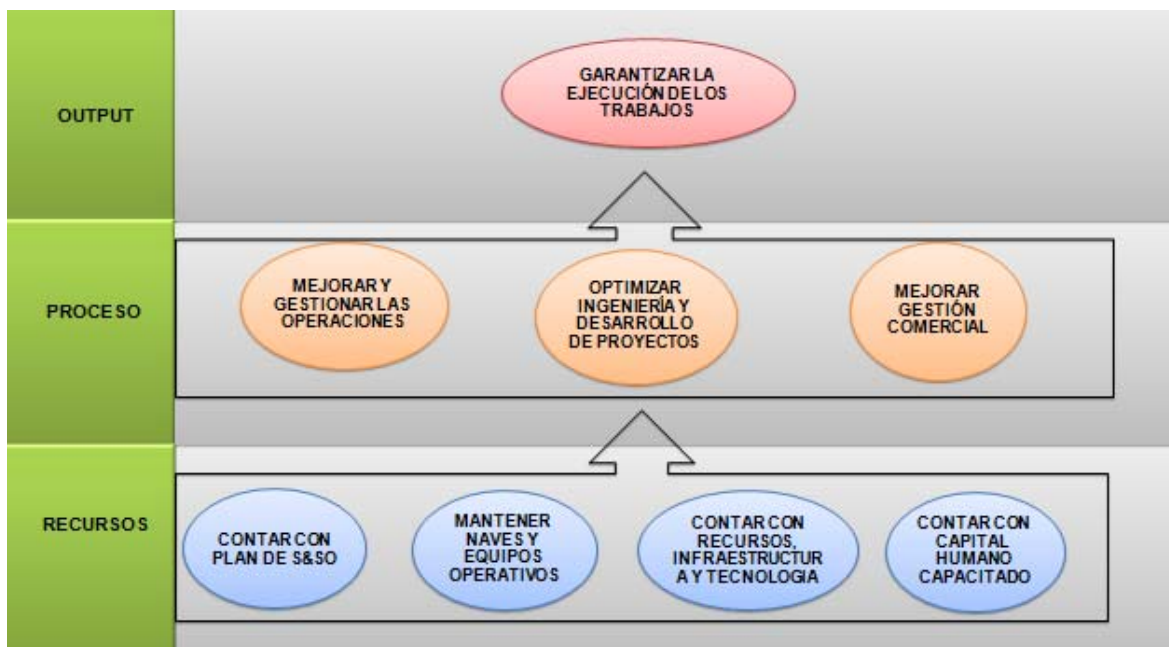 OUTPUT
GARANTIZAR LA
EJECUCIÓN DE LOS
TRABAJOS
PROCESO
MEJORAR Y
GESTIONAR LAS
OPERACIONES
OPTIMIZAR
INGENIERÍA Y
DESARROLLO
DE PROYECTOS
MEJORAR
GESTIÓN
COMERCIAL
RECURSOS
CONTAR CON
PLAN DE S&SO
MANTENER
NAVES Y
EQUIPOS
OPERATIVOS
CONTAR CON
RECURSOS,
INFRAESTRUCTUR
A Y TECNOLOGIA
CONTAR CON
CAPITAL
HUMANO
CAPACITADO